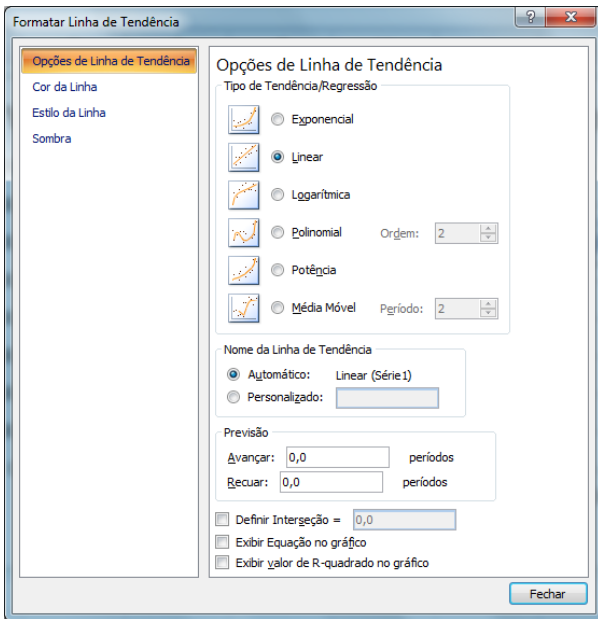 Formatar Linha de Tendência
Opções de Linha de Tendência
Cor da Linha
Estilo da Linha
Sombra
Opções de Linha de Tendência
Tipo de Tendência/Regressão
Exponencial
Linear
Logarítmica
Polinomial Ordem: 2
Potência
Média Móvel Período: 2
Nome da Linha de Tendência
Automático: Linear (Série1)
Personalizado:
Previsão
Avançar: 0,0 períodos
Recuar: 0,0 períodos
Definir Interseção = 0,0
Exibir Equação no gráfico
Exibir valor de R-quadrado no gráfico
Fechar